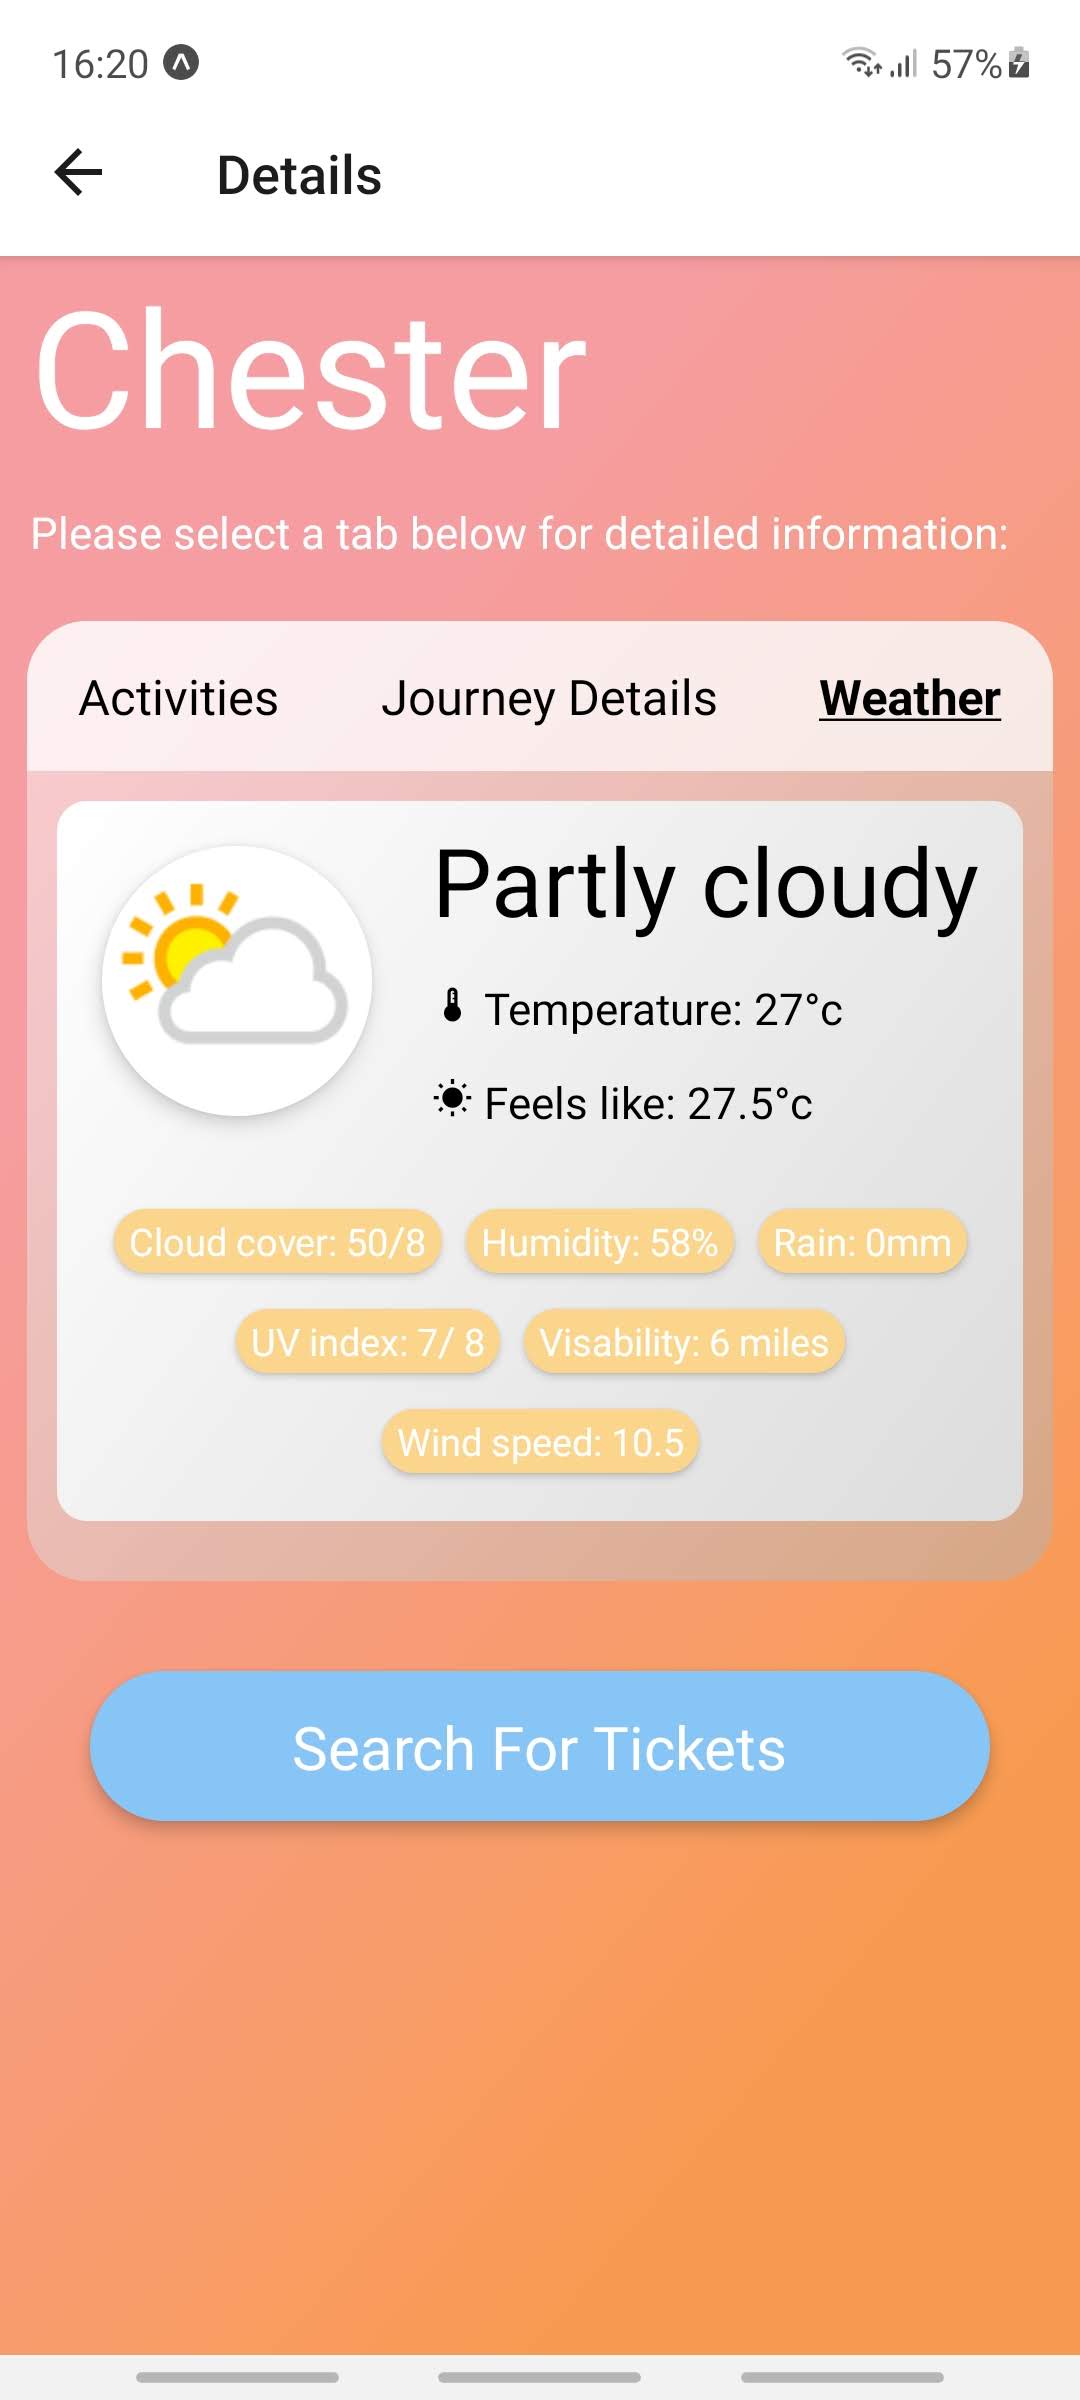 16:20 57%
Details
Chester
Please select a tab below for detailed information:
Activities Journey Details Weather
Partly cloudy
Temperature: 27°c
Feels like: 27.5°c
Cloud cover: 50/8 Humidity: 58% Rain: 0mm
UV index: 7/ 8 Visability: 6 miles
Wind speed: 10.5
Search For Tickets